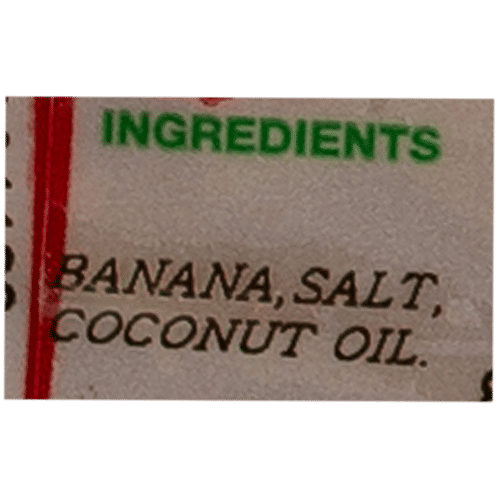 INGREDIENTS
BANANA, SALT,
COCONUT OIL.